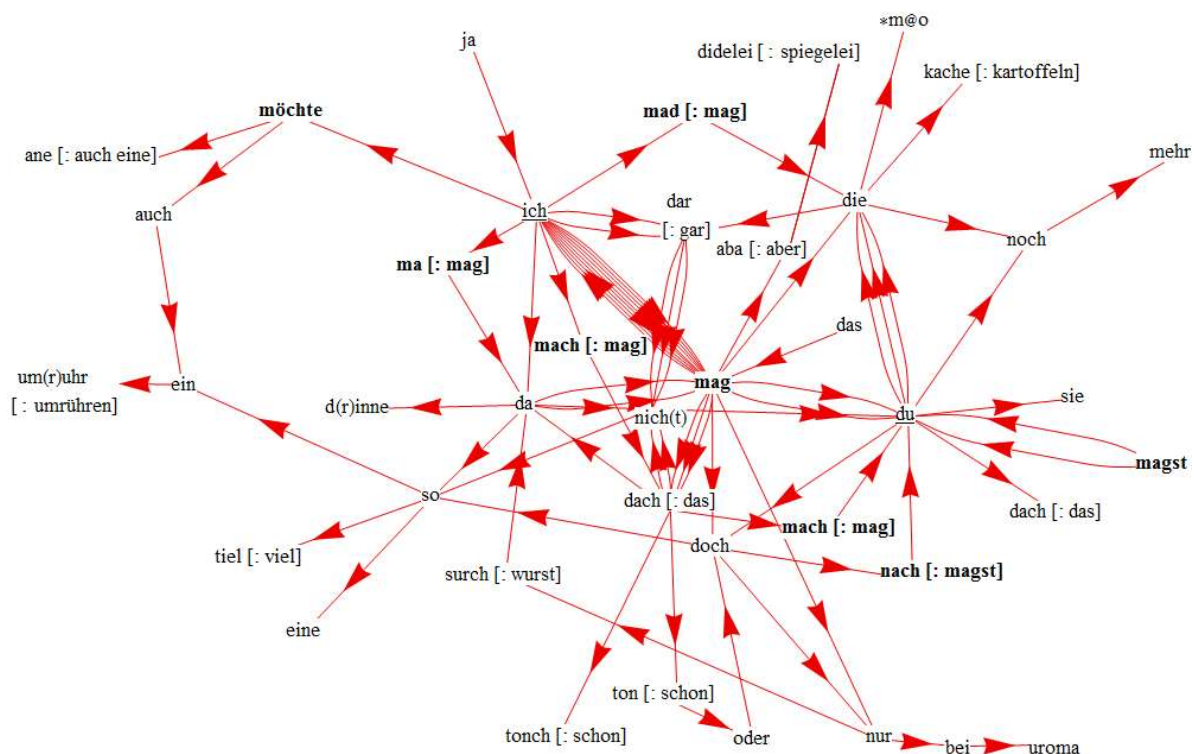 *m@o
ja
didelei [ : spiegelei]
kache [: kartoffeln]
möchte
mad [: mag]
ane [: auch eine]
mehr
auch
ich
dar
[: gar]
die
noch
aba [: aber]
ma [: mag]
das
mach [: mag]
um(r)uhr
[ : umrühren]
ein
mag
d(r)inne
da
nich(t)
du
sie
magst
so
dach [: das]
dach [: das]
mach [: mag]
tiel [: viel]
surch [: wurst]
doch
nach [: magst]
eine
ton [: schon]
tonch [: schon]
oder
nur
bei
uroma